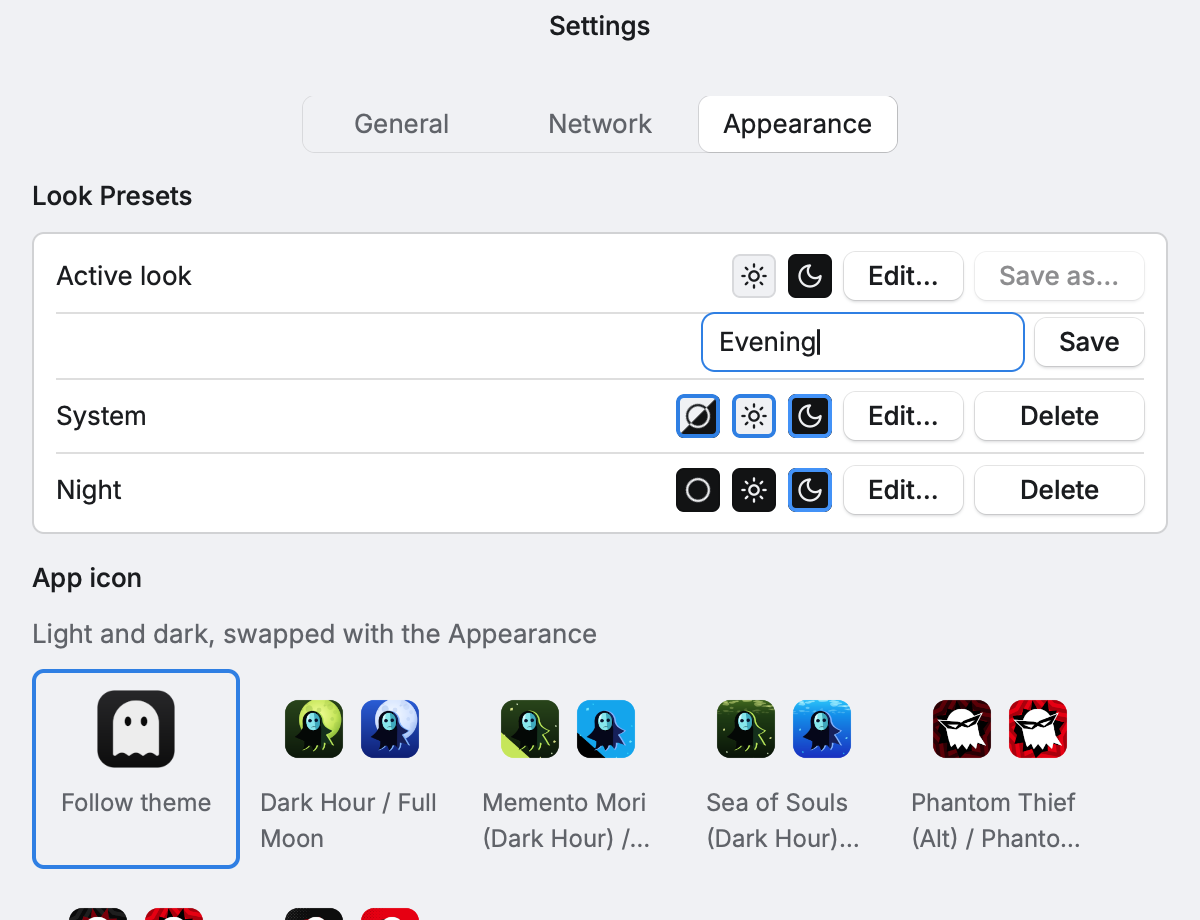 Settings
General Network Appearance
Look Presets
Active look Edit... Save as...
Evening Save
System Edit... Delete
Night Edit... Delete
App icon
Light and dark, swapped with the Appearance
Follow theme
Dark Hour / Full
Moon
Memento Mori
(Dark Hour) /...
Sea of Souls
(Dark Hour)...
Phantom Thief
(Alt) / Phanto...